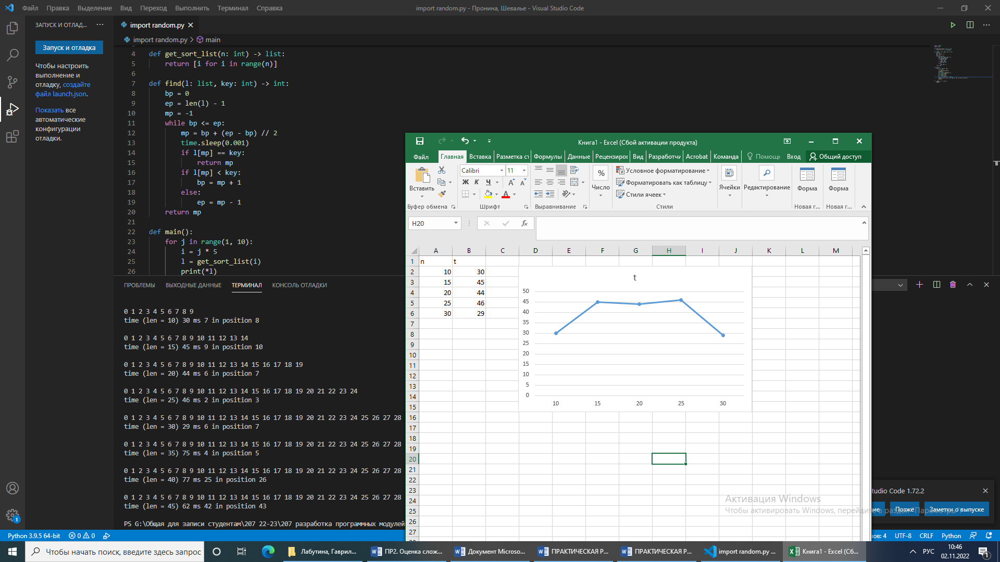 Файл Правка Выделение Вид Переход Выполнить Терминал Справка
import random.py - Пронина, Шевалье - Visual Studio Code
ЗАПУСК И ОТЛАД...
import random.py
import random.py > main
Запуск и отладка
Чтобы настроить
выполнение и
отладку, создайте
файл launch.json.
Показать все
автоматические
конфигурации
отладки.
4 def get_sort_list(n: int) -> list:
5 return [i for i in range(n)]
6
7 def find(l: list, key: int) -> int:
8 bp = 0
9 ep = len(l) - 1
10 mp = -1
11 while bp <= ep:
12 mp = bp + (ep - bp) // 2
13 time.sleep(0.001)
14 if l[mp] == key:
15 return mp
16 if l[mp] < key:
17 bp = mp + 1
18 else:
19 ep = mp - 1
20 return mp
21
22 def main():
23 for j in range(1, 10):
24 i = j * 5
25 l = get_sort_list(i)
26 print(*l)
ПРОБЛЕМЫ ВЫХОДНЫЕ ДАННЫЕ ТЕРМИНАЛ КОНСОЛЬ ОТЛАДКИ
0 1 2 3 4 5 6 7 8 9
time (len = 10) 30 ms 7 in position 8
0 1 2 3 4 5 6 7 8 9 10 11 12 13 14
time (len = 15) 45 ms 9 in position 10
0 1 2 3 4 5 6 7 8 9 10 11 12 13 14 15 16 17 18 19
time (len = 20) 44 ms 6 in position 7
0 1 2 3 4 5 6 7 8 9 10 11 12 13 14 15 16 17 18 19 20 21 22 23 24
time (len = 25) 46 ms 2 in position 3
0 1 2 3 4 5 6 7 8 9 10 11 12 13 14 15 16 17 18 19 20 21 22 23 24 25 26 27 28
time (len = 30) 29 ms 6 in position 7
0 1 2 3 4 5 6 7 8 9 10 11 12 13 14 15 16 17 18 19 20 21 22 23 24 25 26 27 28
time (len = 35) 75 ms 4 in position 5
0 1 2 3 4 5 6 7 8 9 10 11 12 13 14 15 16 17 18 19 20 21 22 23 24 25 26 27 28
time (len = 40) 77 ms 25 in position 26
0 1 2 3 4 5 6 7 8 9 10 11 12 13 14 15 16 17 18 19 20 21 22 23 24 25 26 27 28
time (len = 45) 62 ms 42 in position 43
PS G:\Общая для записи студентам\207 22-23\207 разработка программных модулей
Книга1 - Excel (Сбой активации продукта)
Файл Главная Вставка Разметка ст Формулы Данные Рецензиро Вид Разработчи Acrobat Команда Помощь Вход Общий доступ
Calibri 11
Вставить
Ж К Ч
%
Число
Условное форматирование
Форматировать как таблицу
Стили ячеек
Ячейки
Редактирование
Форма Форма
Буфер обмена Шрифт Выравнивание Стили Новая г... Новая г...
H20
fx
A B C D E F G H I J K L M
1 n t
2 10 30
3 15 45
4 20 44
5 25 46
6 30 29
7
8
9
10
11
12
13
14
15
16
17
18
19
20
21
22
23
24
25
26
27
t
50
45
40
35
30
25
20
15
10
5
0
10 15 20 25 30
Активация Windows
Чтобы активировать Windows, перейдите в раздел "Параметры".
tudio Code 1.72.2
ие Позже Заметки о выпуске
Python 3.9.5 64-bit 0 0
ов: 4 UTF-8 CRLF Python
Чтобы начать поиск, введите здесь запрос
Лабутина, Гаврил...
ПР2. Оценка слож...
Документ Microso...
ПРАКТИЧЕСКАЯ Р...
ПРАКТИЧЕСКАЯ Р...
import random.py ...
Книга1 - Excel (Сб...
РУС
10:46
02.11.2022
1
1